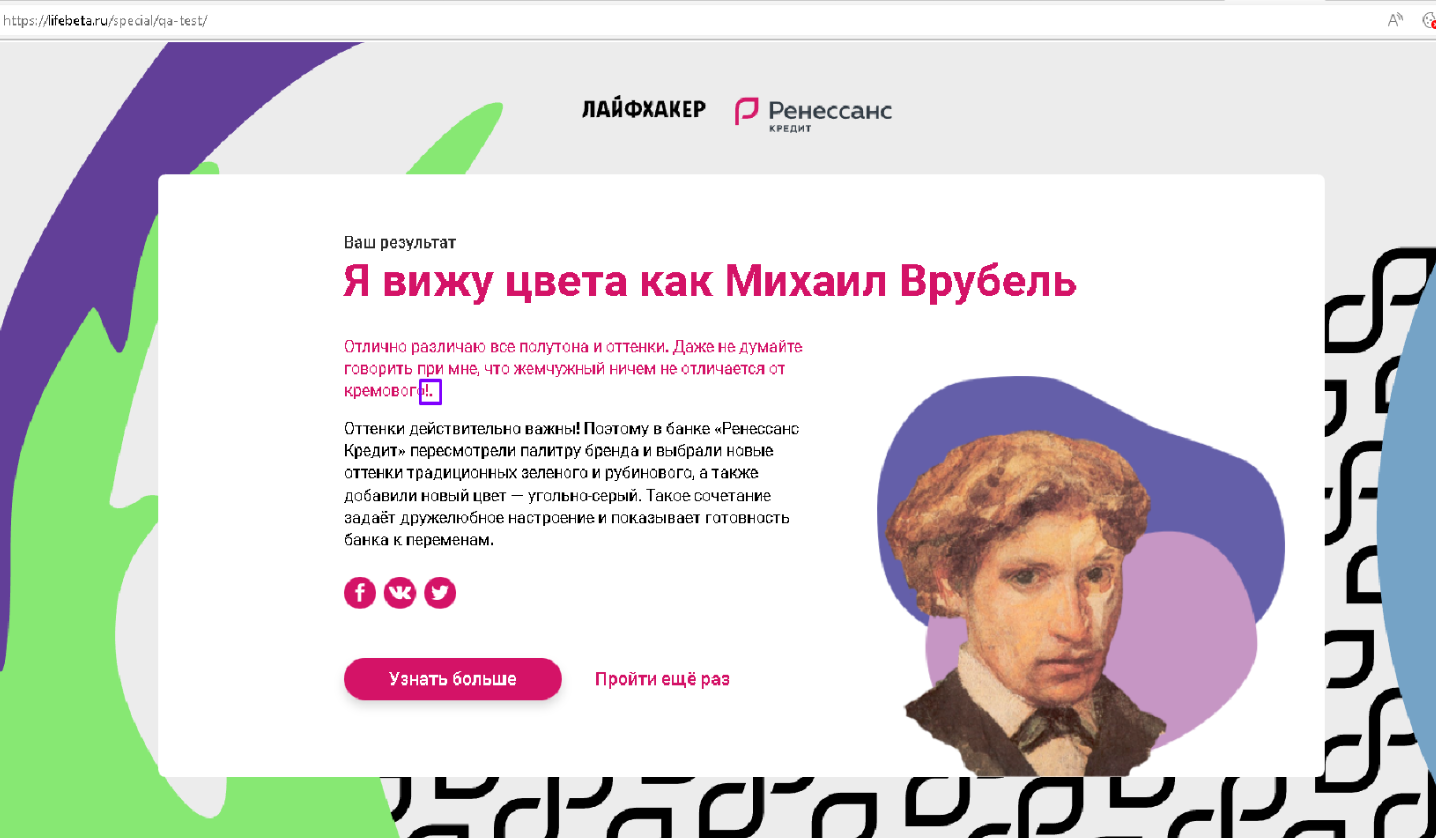 https://lifebeta.ru/special/qa-test/
ЛАЙФХАКЕР
Ренессанс
КРЕДИТ
Ваш результат
Я вижу цвета как Михаил Врубель
Отлично различаю все полутона и оттенки. Даже не думайте
говорить при мне, что жемчужный ничем не отличается от
кремового!.
Оттенки действительно важны! Поэтому в банке «Ренессанс
Кредит» пересмотрели палитру бренда и выбрали новые
оттенки традиционных зеленого и рубинового, а также
добавили новый цвет — угольно-серый. Такое сочетание
задаёт дружелюбное настроение и показывает готовность
банка к переменам.
Узнать больше
Пройти ещё раз